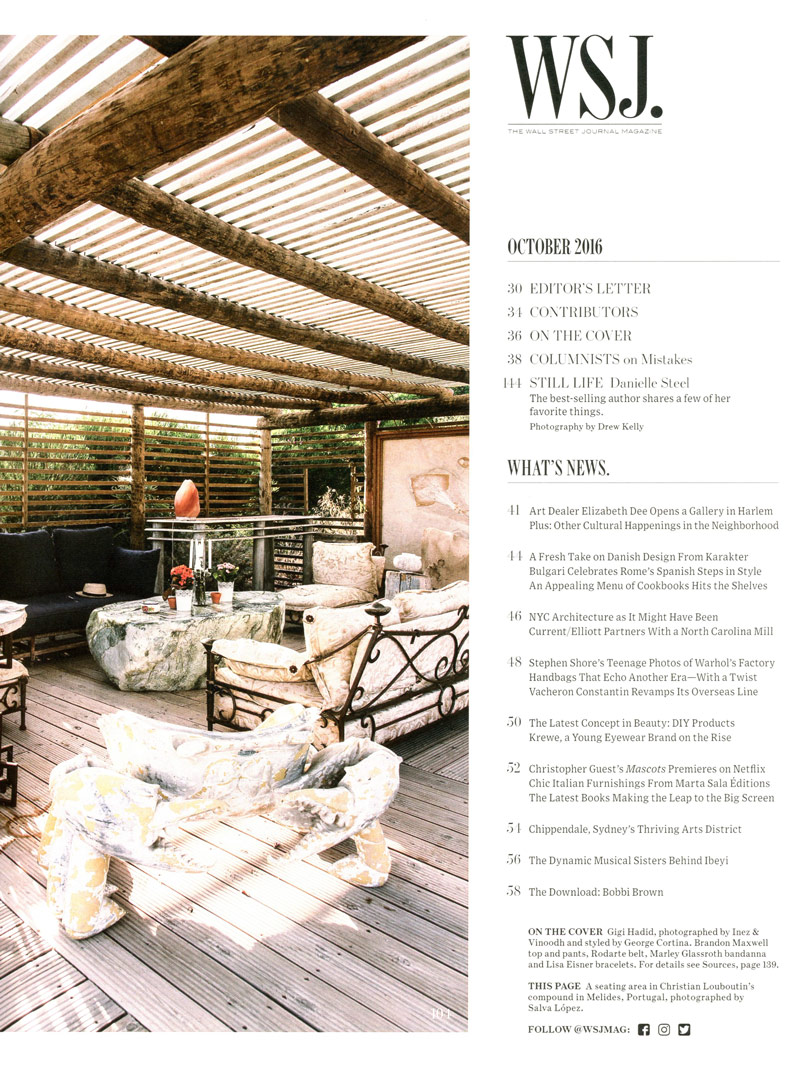 WSJ.
THE WALL STREET JOURNAL MAGAZINE
OCTOBER 2016
30 EDITOR'S LETTER
34 CONTRIBUTORS
36 ON THE COVER
38 COLUMNISTS on Mistakes
144 STILL LIFE Danielle Steel
The best-selling author shares a few of her
favorite things.
Photography by Drew Kelly
WHAT'S NEWS.
41 Art Dealer Elizabeth Dee Opens a Gallery in Harlem
Plus: Other Cultural Happenings in the Neighborhood
44 A Fresh Take on Danish Design From Karakter
Bulgari Celebrates Rome's Spanish Steps in Style
An Appealing Menu of Cookbooks Hits the Shelves
46 NYC Architecture as It Might Have Been
Current/Elliott Partners With a North Carolina Mill
48 Stephen Shore's Teenage Photos of Warhol's Factory
Handbags That Echo Another Era—With a Twist
Vacheron Constantin Revamps Its Overseas Line
50 The Latest Concept in Beauty: DIY Products
Krewe, a Young Eyewear Brand on the Rise
52 Christopher Guest's Mascots Premieres on Netflix
Chic Italian Furnishings From Marta Sala Éditions
The Latest Books Making the Leap to the Big Screen
54 Chippendale, Sydney's Thriving Arts District
56 The Dynamic Musical Sisters Behind Ibeyi
58 The Download: Bobbi Brown
ON THE COVER Gigi Hadid, photographed by Inez &
Vinoodh and styled by George Cortina. Brandon Maxwell
top and pants, Rodarte belt, Marley Glassroth bandanna
and Lisa Eisner bracelets. For details see Sources, page 139.
THIS PAGE A seating area in Christian Louboutin's
compound in Melides, Portugal, photographed by
Salva López.
FOLLOW @WSJMAG:
104